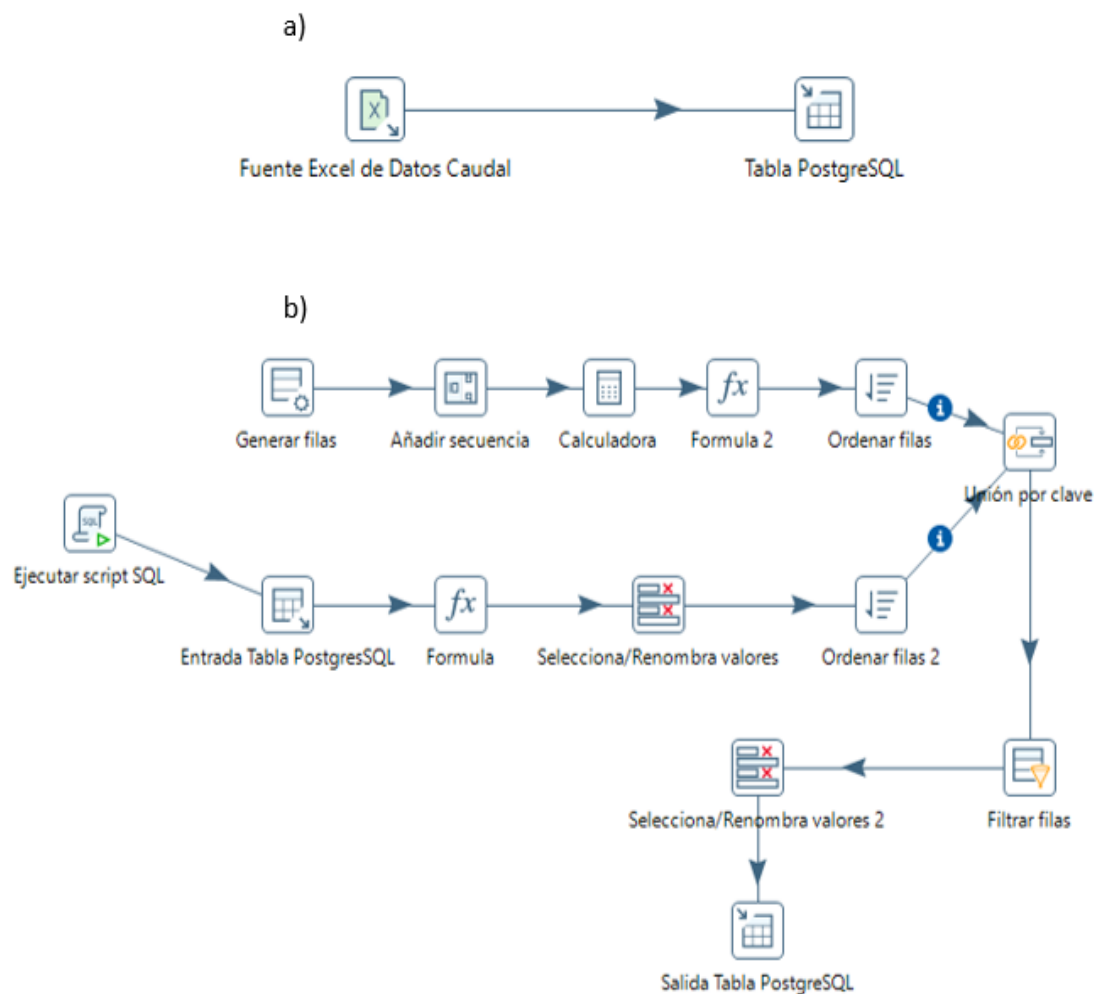 a)
Fuente Excel de Datos Caudal
Tabla PostgreSQL
b)
Generar filas
Añadir secuencia
Calculadora
Formula 2
Ordenar filas
Unión por clave
Ejecutar script SQL
Entrada Tabla PostgresSQL
Formula
Selecciona/Renombra valores
Ordenar filas 2
Selecciona/Renombra valores 2
Filtrar filas
Salida Tabla PostgreSQL